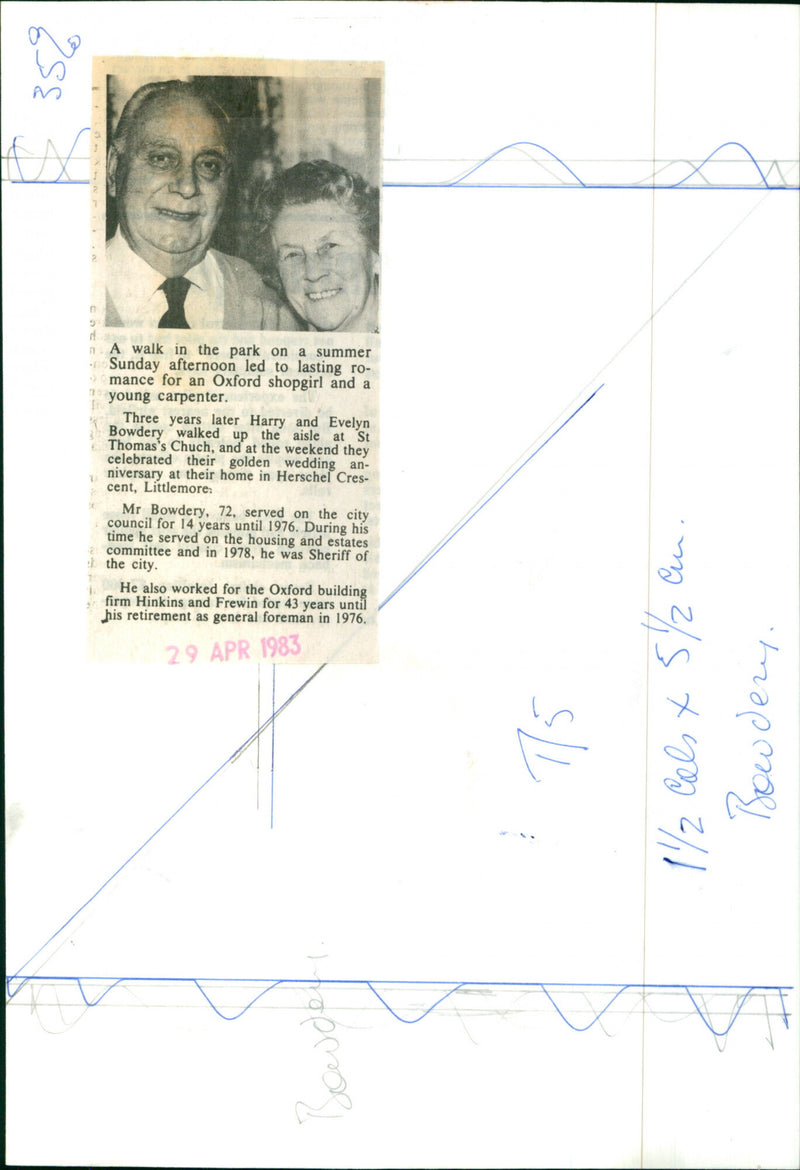 35%
A walk in the park on a summer
Sunday afternoon led to lasting ro-
mance for an Oxford shopgirl and a
young carpenter.
Three years later Harry and Evelyn
Bowdery walked up the aisle at St
Thomas's Chuch, and at the weekend they
celebrated their golden wedding an-
niversary at their home in Herschel Cres-
cent, Littlemore.
Mr Bowdery, 72, served on the city
council for 14 years until 1976. During his
time he served on the housing and estates
committee and in 1978, he was Sheriff of
the city.
He also worked for the Oxford building
firm Hinkins and Frewin for 43 years until
his retirement as general foreman in 1976.
29 APR 1983
T/5
1 1/2 Cols x 5 1/2 cm.
Bowdery.
Bowdery.